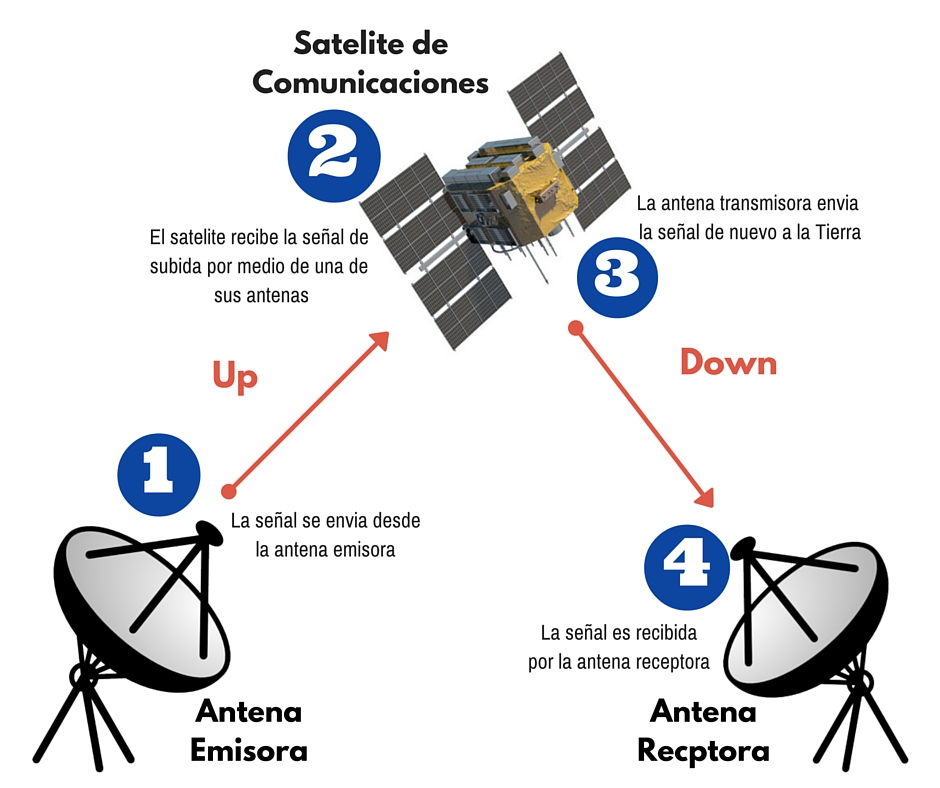 Satelite de
Comunicaciones
2
El satelite recibe la señal de
subida por medio de una de
sus antenas
La antena transmisora envia
la señal de nuevo a la Tierra
3
Up
Down
1
La señal se envia desde
la antena emisora
4
La señal es recibida
por la antena receptora
Antena
Emisora
Antena
Recptora